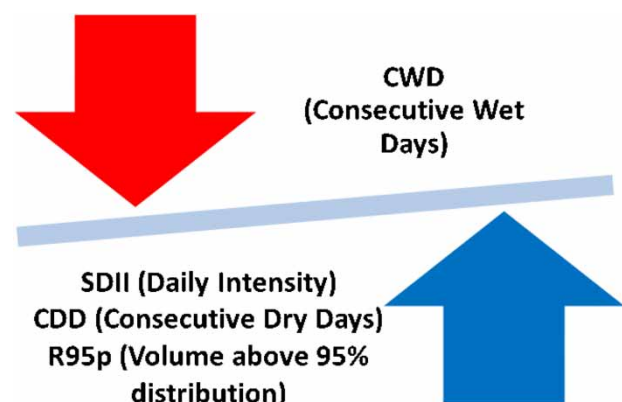 CWD
(Consecutive Wet
Days)
SDII (Daily Intensity)
CDD (Consecutive Dry Days)
R95p (Volume above 95%
distribution)